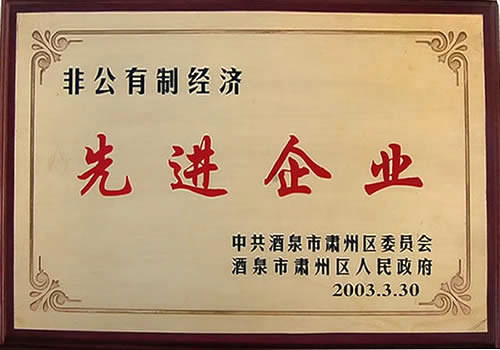 非公有制经济
先进企业
中共酒泉市肃州区委员会
酒泉市肃州区人民政府
2003.3.30